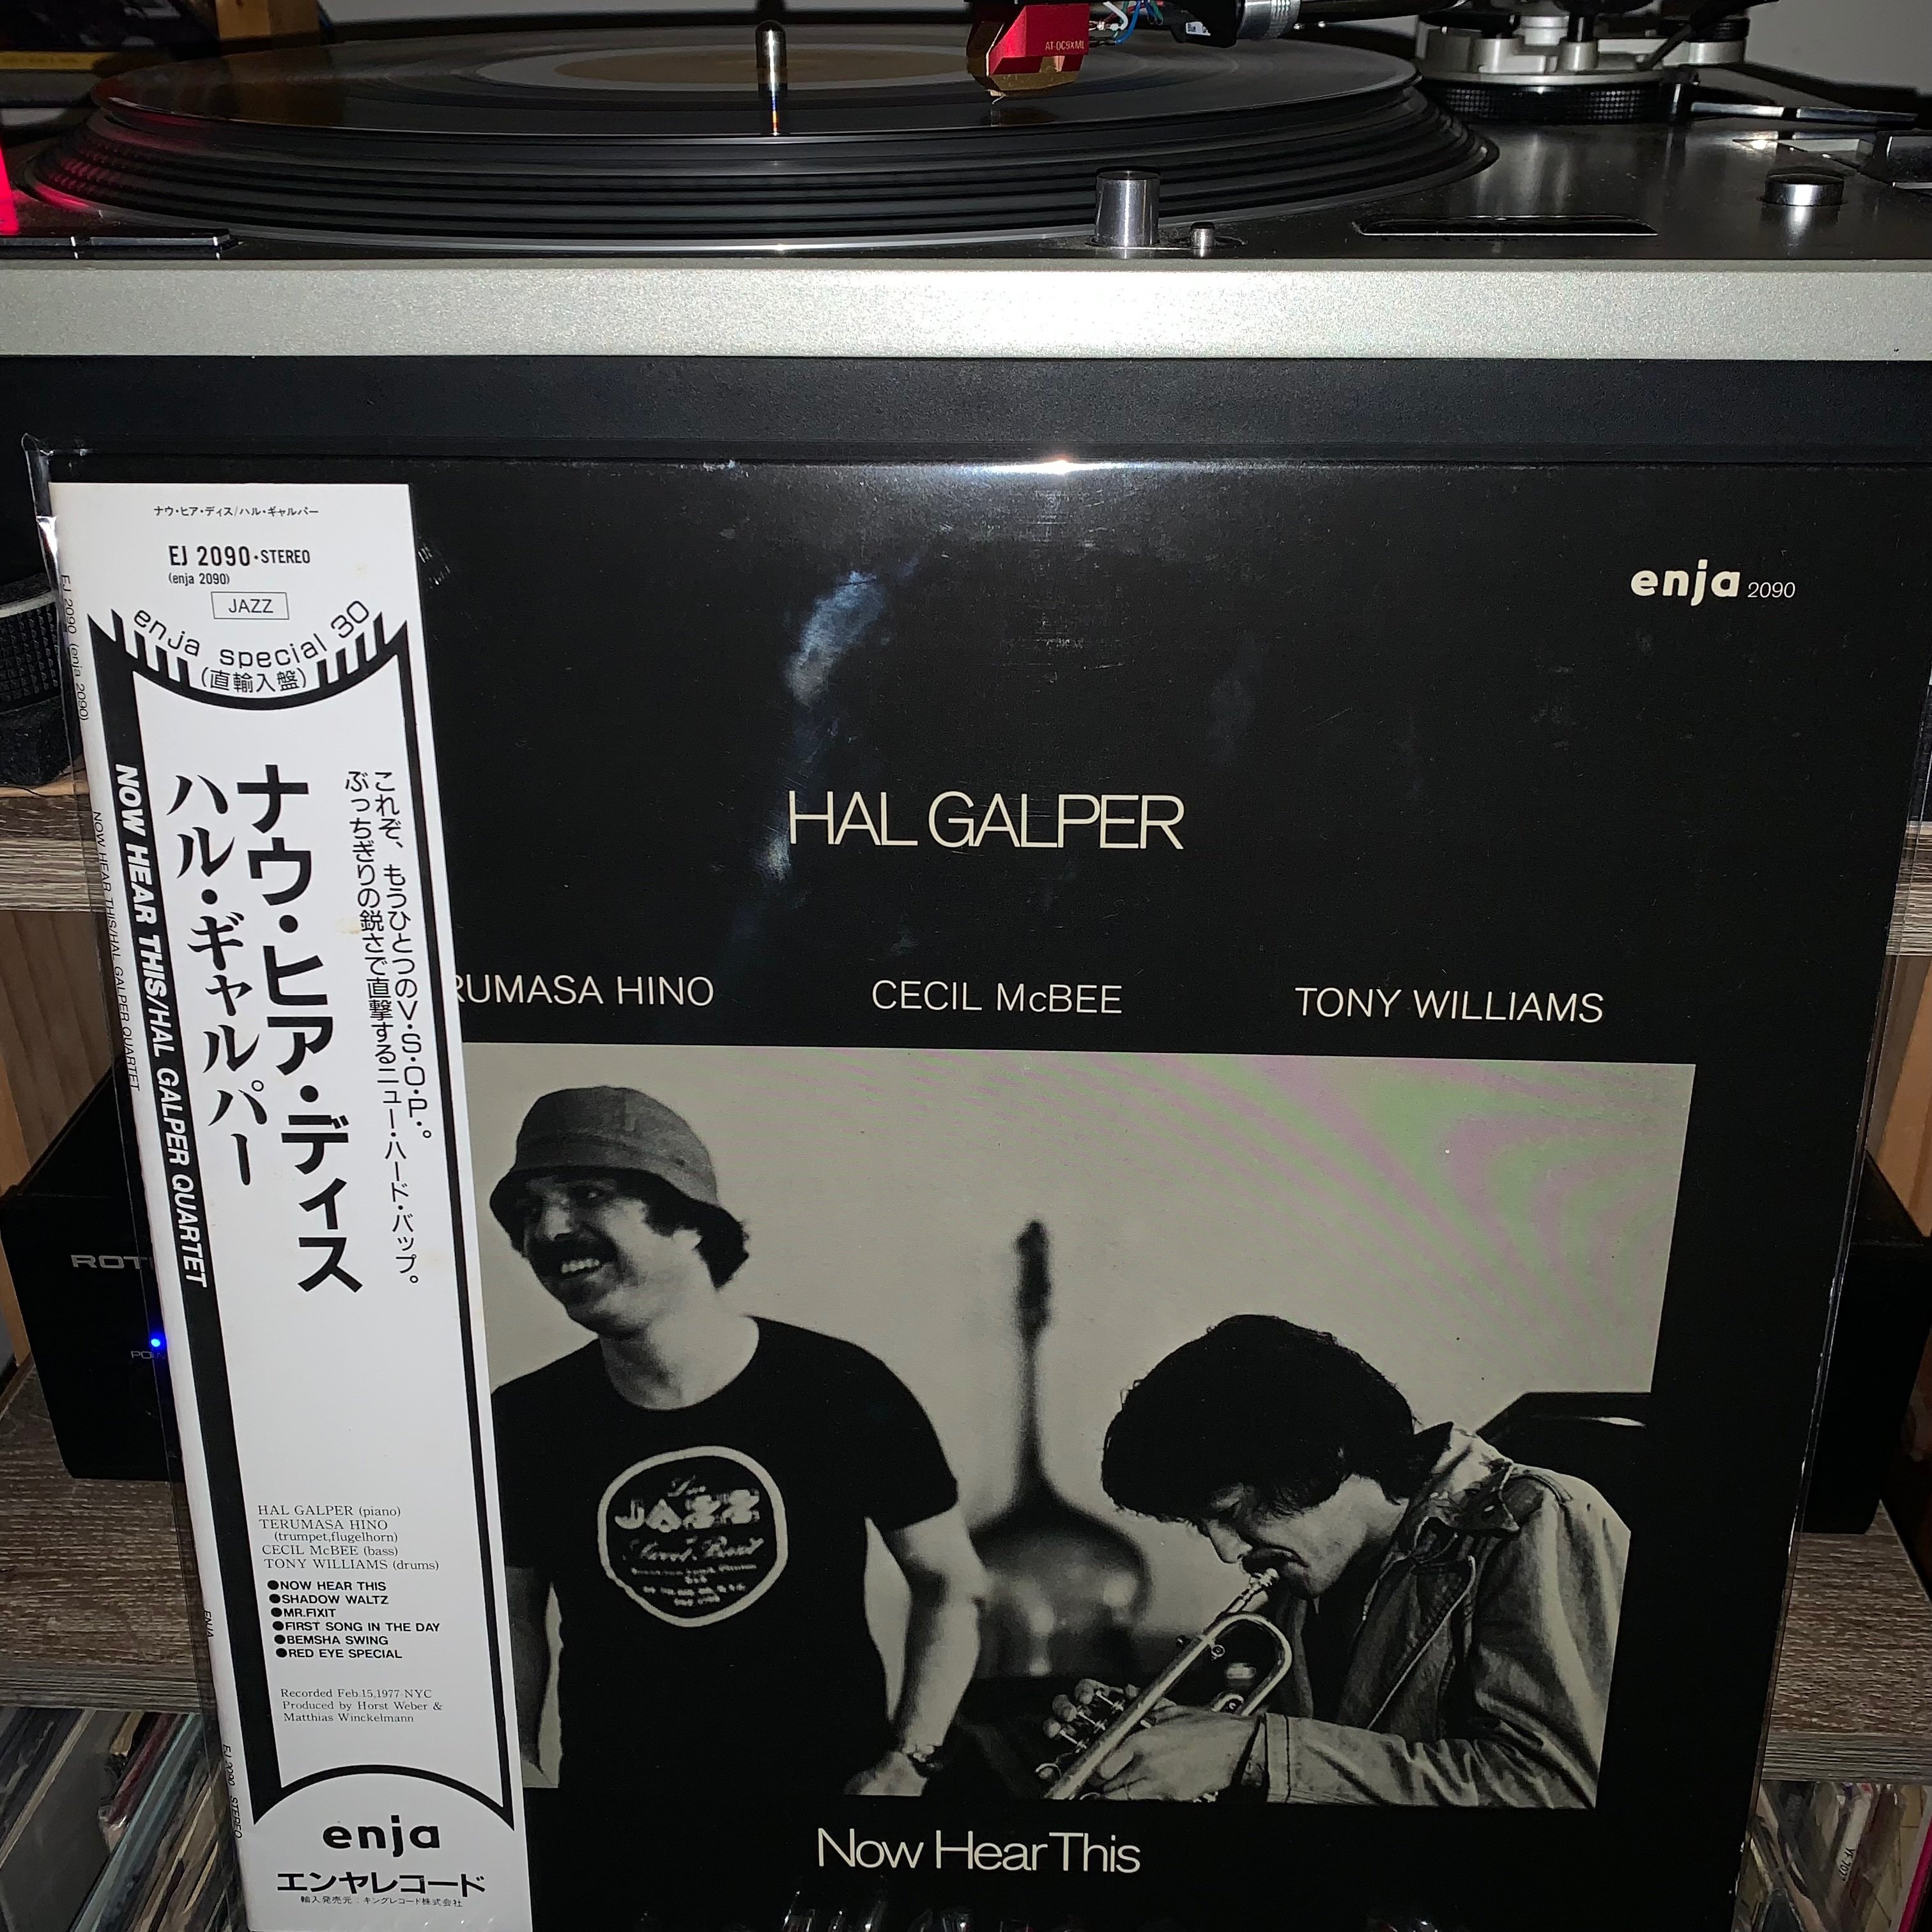 AT-OC9XML
ナウ・ヒア・ディス/ハル・ギャルパー
EJ 2090・STEREO
(enja 2090)
JAZZ
enja special 30
(直輸入盤)
これぞ、もうひとつのV・S・O・P・。
ぶっちぎりの鋭さで直撃するニュー・ハード・バップ。
ナウ・ヒア・ディス
ハル・ギャルパー
NOW HEAR THIS/HAL GALPER QUARTET
HAL GALPER (piano)
TERUMASA HINO
(trumpet,flugelhorn)
CECIL McBEE (bass)
TONY WILLIAMS (drums)
●NOW HEAR THIS
●SHADOW WALTZ
●MR.FIXIT
●FIRST SONG IN THE DAY
●BEMSHA SWING
●RED EYE SPECIAL
Recorded Feb.15,1977-NYC
Produced by Horst Weber &
Matthias Winckelmann
enja
エンヤレコード
輸入発売元:キングレコード株式会社
EJ 2090 (enja 2090)
NOW HEAR THIS/HAL GALPER QUARTET
ENJA
EJ 2090 STEREO
enja 2090
HAL GALPER
RUMASA HINO
CECIL McBEE
TONY WILLIAMS
JAZZ
Now Hear This
ROT
PO